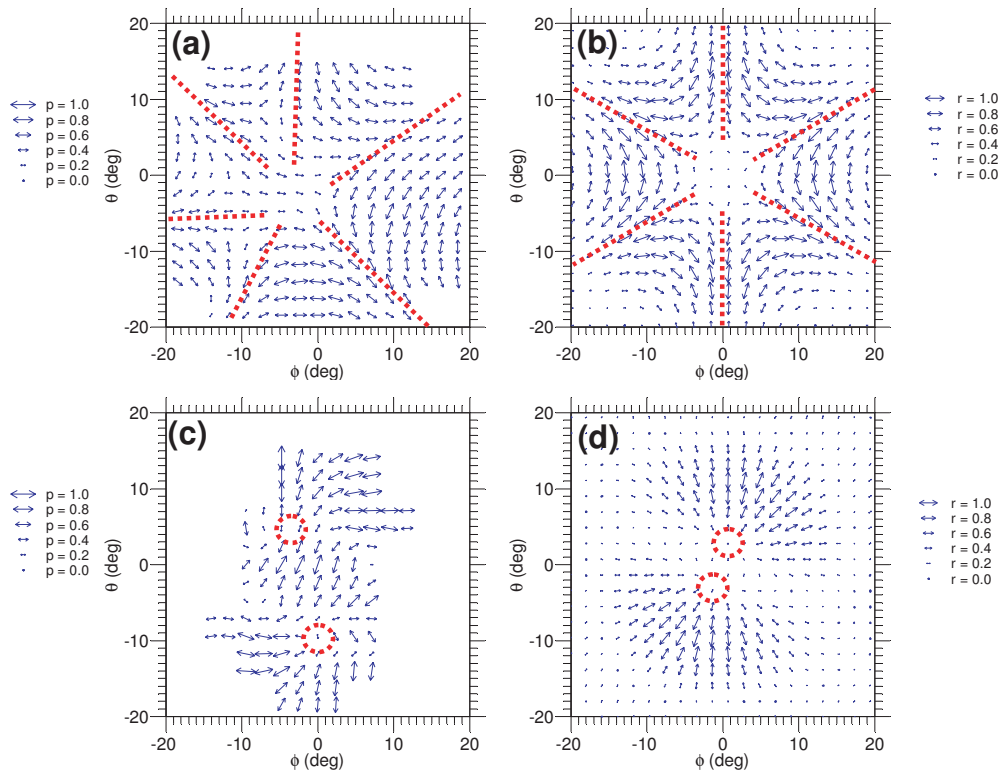 (a)
p = 1.0
p = 0.8
p = 0.6
p = 0.4
p = 0.2
p = 0.0
θ (deg)
20
10
0
-10
-20
-20
-10
0
10
20
ϕ (deg)
(b)
r = 1.0
r = 0.8
r = 0.6
r = 0.4
r = 0.2
r = 0.0
θ (deg)
20
10
0
-10
-20
-20
-10
0
10
20
ϕ (deg)
(c)
p = 1.0
p = 0.8
p = 0.6
p = 0.4
p = 0.2
p = 0.0
θ (deg)
20
10
0
-10
-20
-20
-10
0
10
20
ϕ (deg)
(d)
r = 1.0
r = 0.8
r = 0.6
r = 0.4
r = 0.2
r = 0.0
θ (deg)
20
10
0
-10
-20
-20
-10
0
10
20
ϕ (deg)